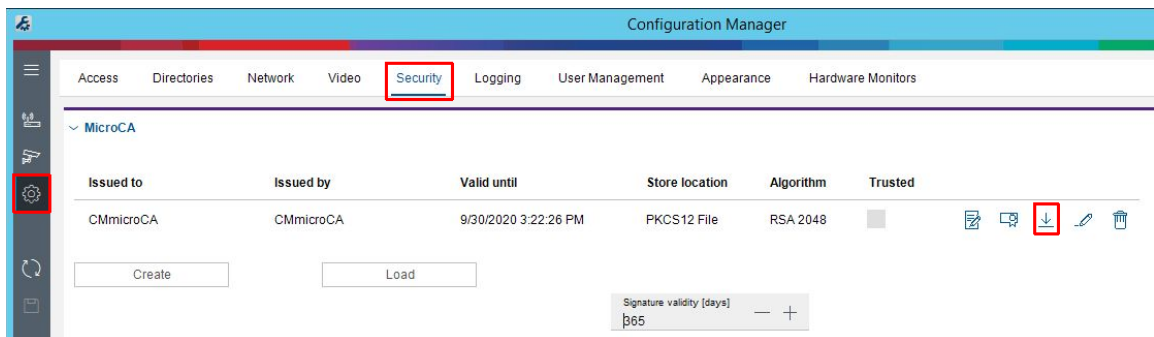 Configuration Manager
Access Directories Network Video Security Logging User Management Appearance Hardware Monitors
MicroCA
Issued to Issued by Valid until Store location Algorithm Trusted
CMmicroCA CMmicroCA 9/30/2020 3:22:26 PM PKCS12 File RSA 2048
Create Load
Signature validity [days]
365